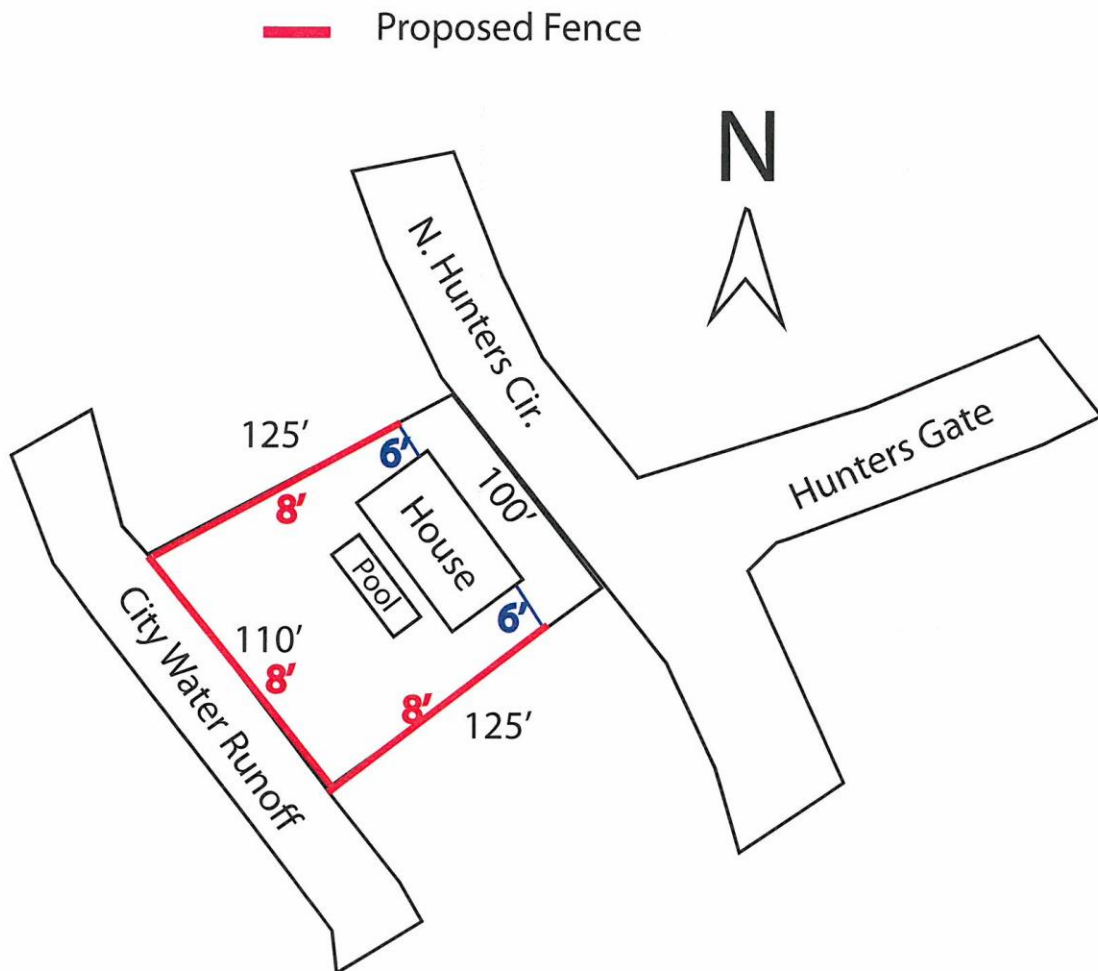 Proposed Fence
N
N. Hunters Cir.
Hunters Gate
125'
6'
8'
100'
House
Pool
6'
City Water Runoff
110'
8'
8'
125'